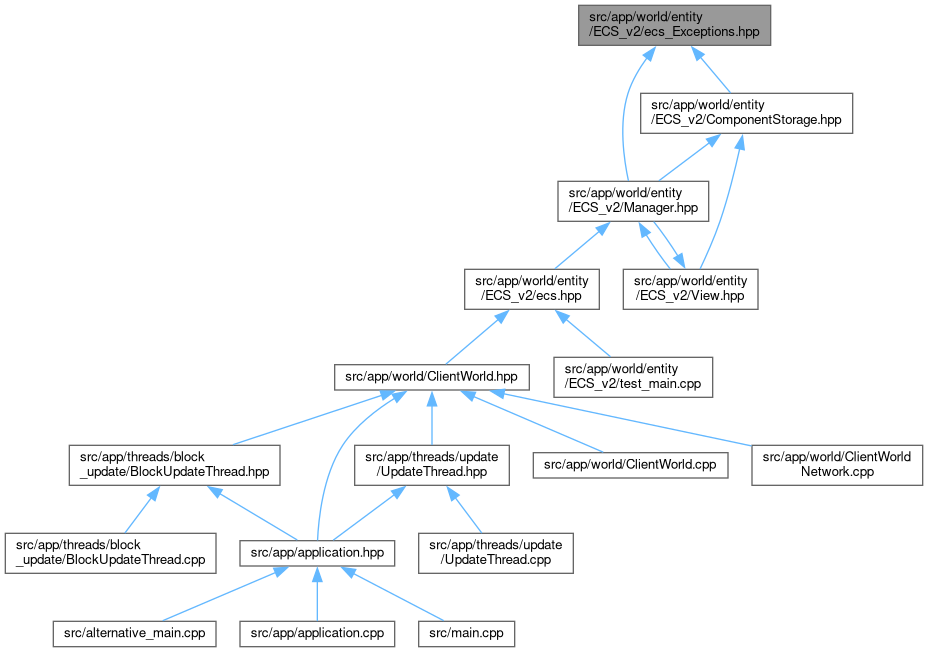 src/app/world/entity
/ECS_v2/ecs_Exceptions.hpp
src/app/world/entity
/ECS_v2/ComponentStorage.hpp
src/app/world/entity
/ECS_v2/Manager.hpp
src/app/world/entity
/ECS_v2/ecs.hpp
src/app/world/entity
/ECS_v2/View.hpp
src/app/world/ClientWorld.hpp
src/app/world/entity
/ECS_v2/test_main.cpp
src/app/threads/block
_update/BlockUpdateThread.hpp
src/app/threads/update
/UpdateThread.hpp
src/app/world/ClientWorld.cpp
src/app/world/ClientWorld
Network.cpp
src/app/threads/block
_update/BlockUpdateThread.cpp
src/app/application.hpp
src/app/threads/update
/UpdateThread.cpp
src/alternative_main.cpp
src/app/application.cpp
src/main.cpp